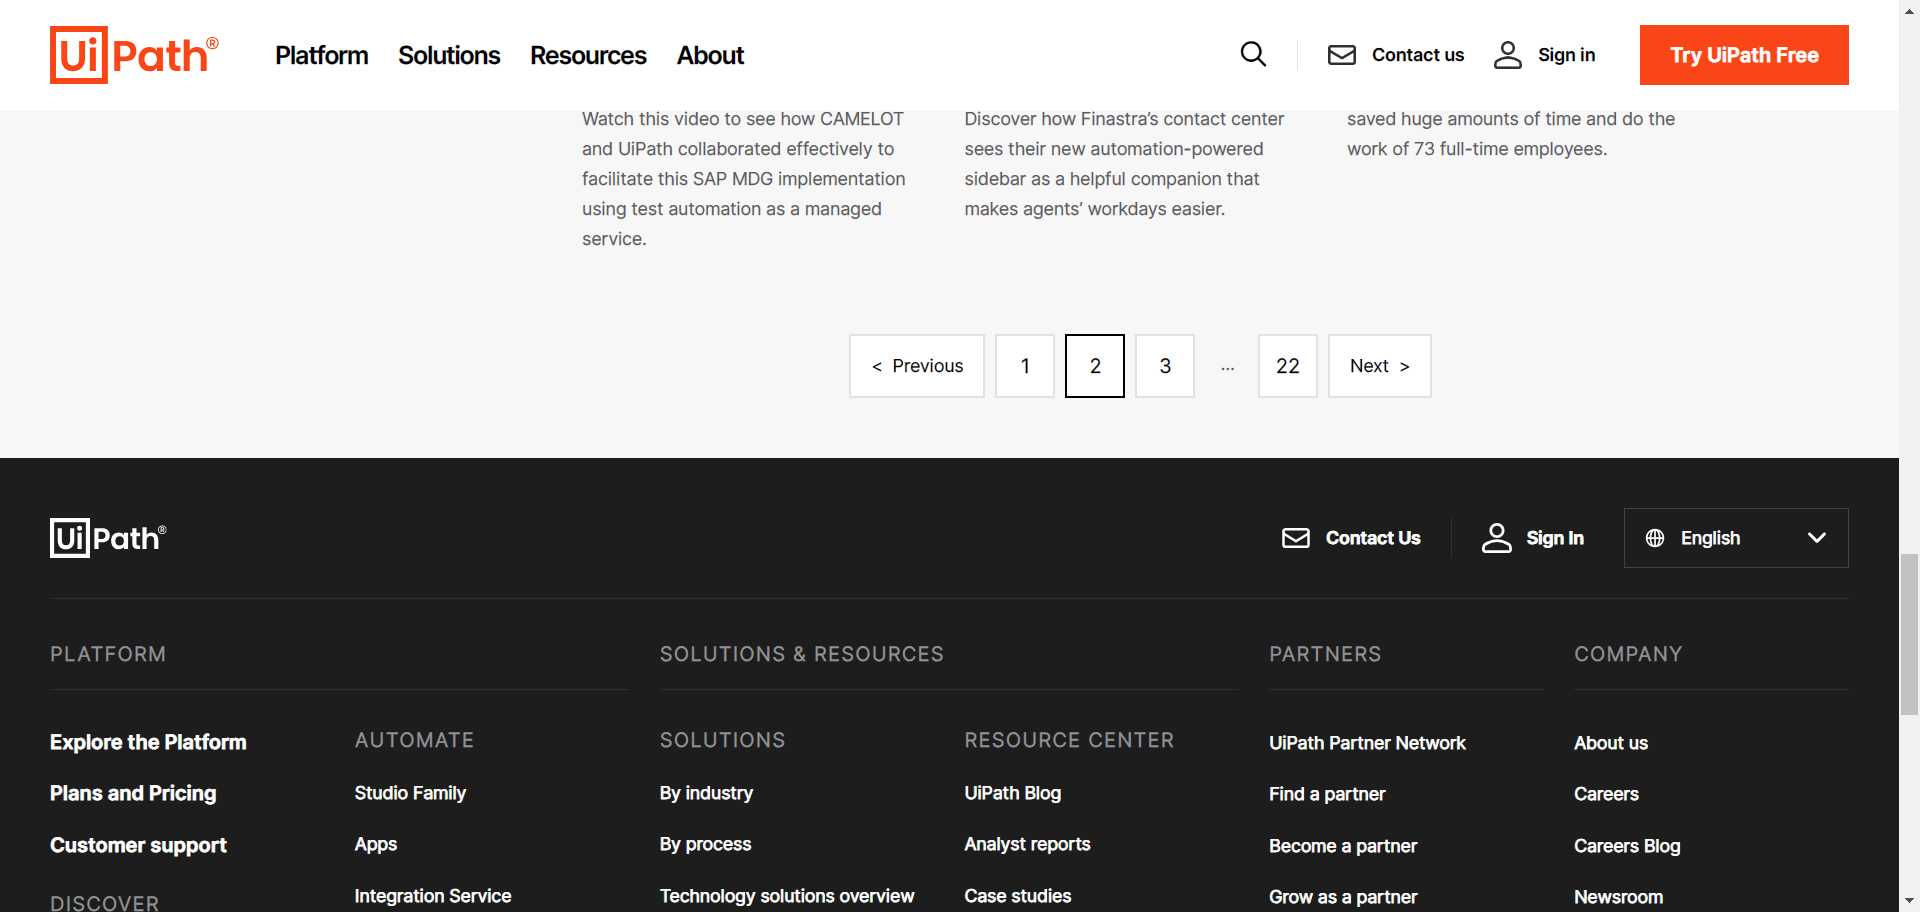 UiPath®
Platform Solutions Resources About
Contact us Sign in Try UiPath Free
Watch this video to see how CAMELOT
and UiPath collaborated effectively to
facilitate this SAP MDG implementation
using test automation as a managed
service.
Discover how Finastra’s contact center
sees their new automation-powered
sidebar as a helpful companion that
makes agents’ workdays easier.
saved huge amounts of time and do the
work of 73 full-time employees.
< Previous 1 2 3 ... 22 Next >
UiPath®
Contact Us Sign In English
PLATFORM
Explore the Platform
Plans and Pricing
Customer support
DISCOVER
AUTOMATE
Studio Family
Apps
Integration Service
SOLUTIONS & RESOURCES
SOLUTIONS
By industry
By process
Technology solutions overview
RESOURCE CENTER
UiPath Blog
Analyst reports
Case studies
PARTNERS
UiPath Partner Network
Find a partner
Become a partner
Grow as a partner
COMPANY
About us
Careers
Careers Blog
Newsroom